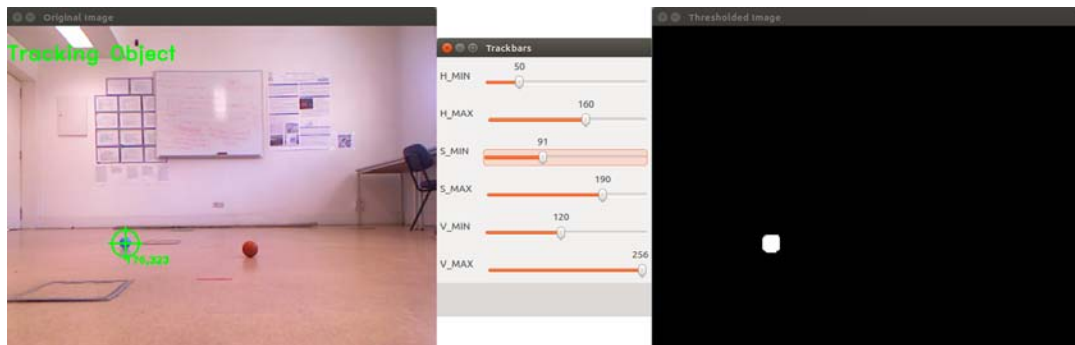 Original Image
Tracking Object
Trackbars
H_MIN
50
H_MAX
160
S_MIN
91
S_MAX
190
V_MIN
120
V_MAX
256
Thresholded Image